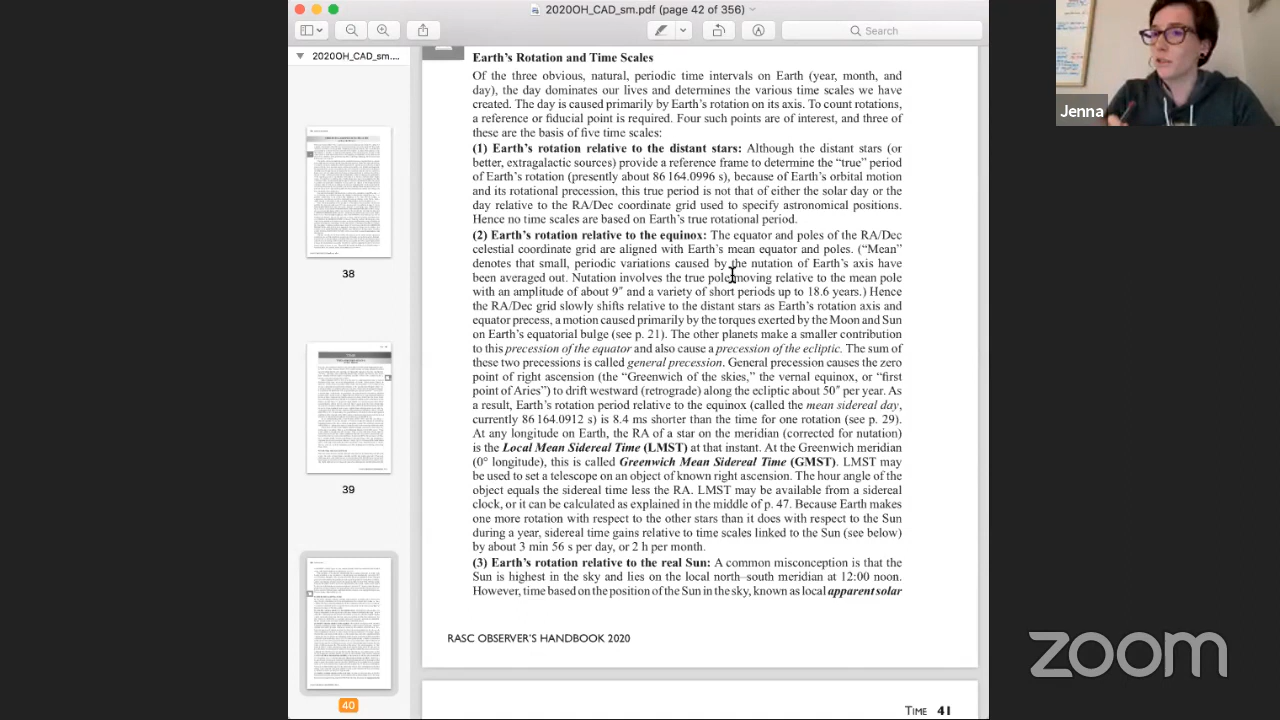 2020OH_CAD_sm.pdf (page 42 of 356)
Search
2020OH_CAD_sm....
38
39
40
Earth's Rotation and Time Scales
Of the three obvious, natural, periodic time intervals on Earth (year, month, and
day), the day dominates our lives and determines the various time scales we have
created. The day is caused primarily by Earth's rotation on its axis. To count rotations,
a reference or fiducial point is required. Four such points are of interest, and three of
these are the basis of time scales:
(1) Earth's rotation relative to the distant stars: Although the distant stars (or
better, extragalactic sources) provide a reference frame to determine the "true" period
of Earth's rotation (presently about 86 164.0996 s), because of Earth's orbital motion
and rotational precession, that period is not that of either the solar day or the
day relative to the RA/Dec coordinate grid used to specify astronomical positions.
Hence no time scales are based on Earth's true rotational period.
(2) Earth's rotation relative to the equinox: The equator and poles of the RA/Dec
celestial coordinate grid are aligned with Earth's mean equator and poles. ("Mean"
denotes that small, periodic variations caused by the nutation of Earth's axis have
been averaged out. Nutation involves the true pole moving relative to the mean pole
with an amplitude of about 9″ and a variety of short periods up to 18.6 years.) Hence
the RA/Dec grid slowly shifts relative to the distant stars as Earth's rotation axis and
equator precess, a motion caused primarily by the torques exerted by the Moon and Sun
on Earth's equatorial bulge (see p. 21). The other planets make a smaller contribution
to this precession of the equator and also cause a precession of the ecliptic. The sum of
these two precessions is called general precession. General precession causes the zero
point of right ascension (the "Greenwich of the skies" or vernal equinox, or "first
point of Aries") to drift westward (retrograde) along the ecliptic about 50″ per year. As
a result, Earth's rotation period relative to the equinox (called the mean sidereal day,
currently 86 164.0912 s) is 8.4 ms shorter than the time for one rotation (see p. 29).
At any longitude on Earth, the RA of a star on the meridian (corrected for nutation)
is the Local Mean Sidereal Time (LMST) at that instant. At the Greenwich meridian
(0° longitude), this is called Greenwich Mean Sidereal Time (GMST). LMST may
be used to set a telescope on an object of known right ascension. The hour angle of the
object equals the sidereal time less the RA. LMST may be available from a sidereal
clock, or it can be calculated as explained in the middle of p. 47. Because Earth makes
one more rotation with respect to the other stars than it does with respect to the Sun
during a year, sidereal time gains relative to time scales linked to the Sun (see below)
by about 3 min 56 s per day, or 2 h per month.
(3) Earth's rotation relative to the real Sun: A common misconception is that the
Sun is highest in the sky and lies on the local north–south meridian at 12:00 noon.
However, time based on the position of the Sun in the sky, known as local apparent solar
RASC OBSERVER'S HANDBOOK 2020
TIME 41
Jenna
zoom